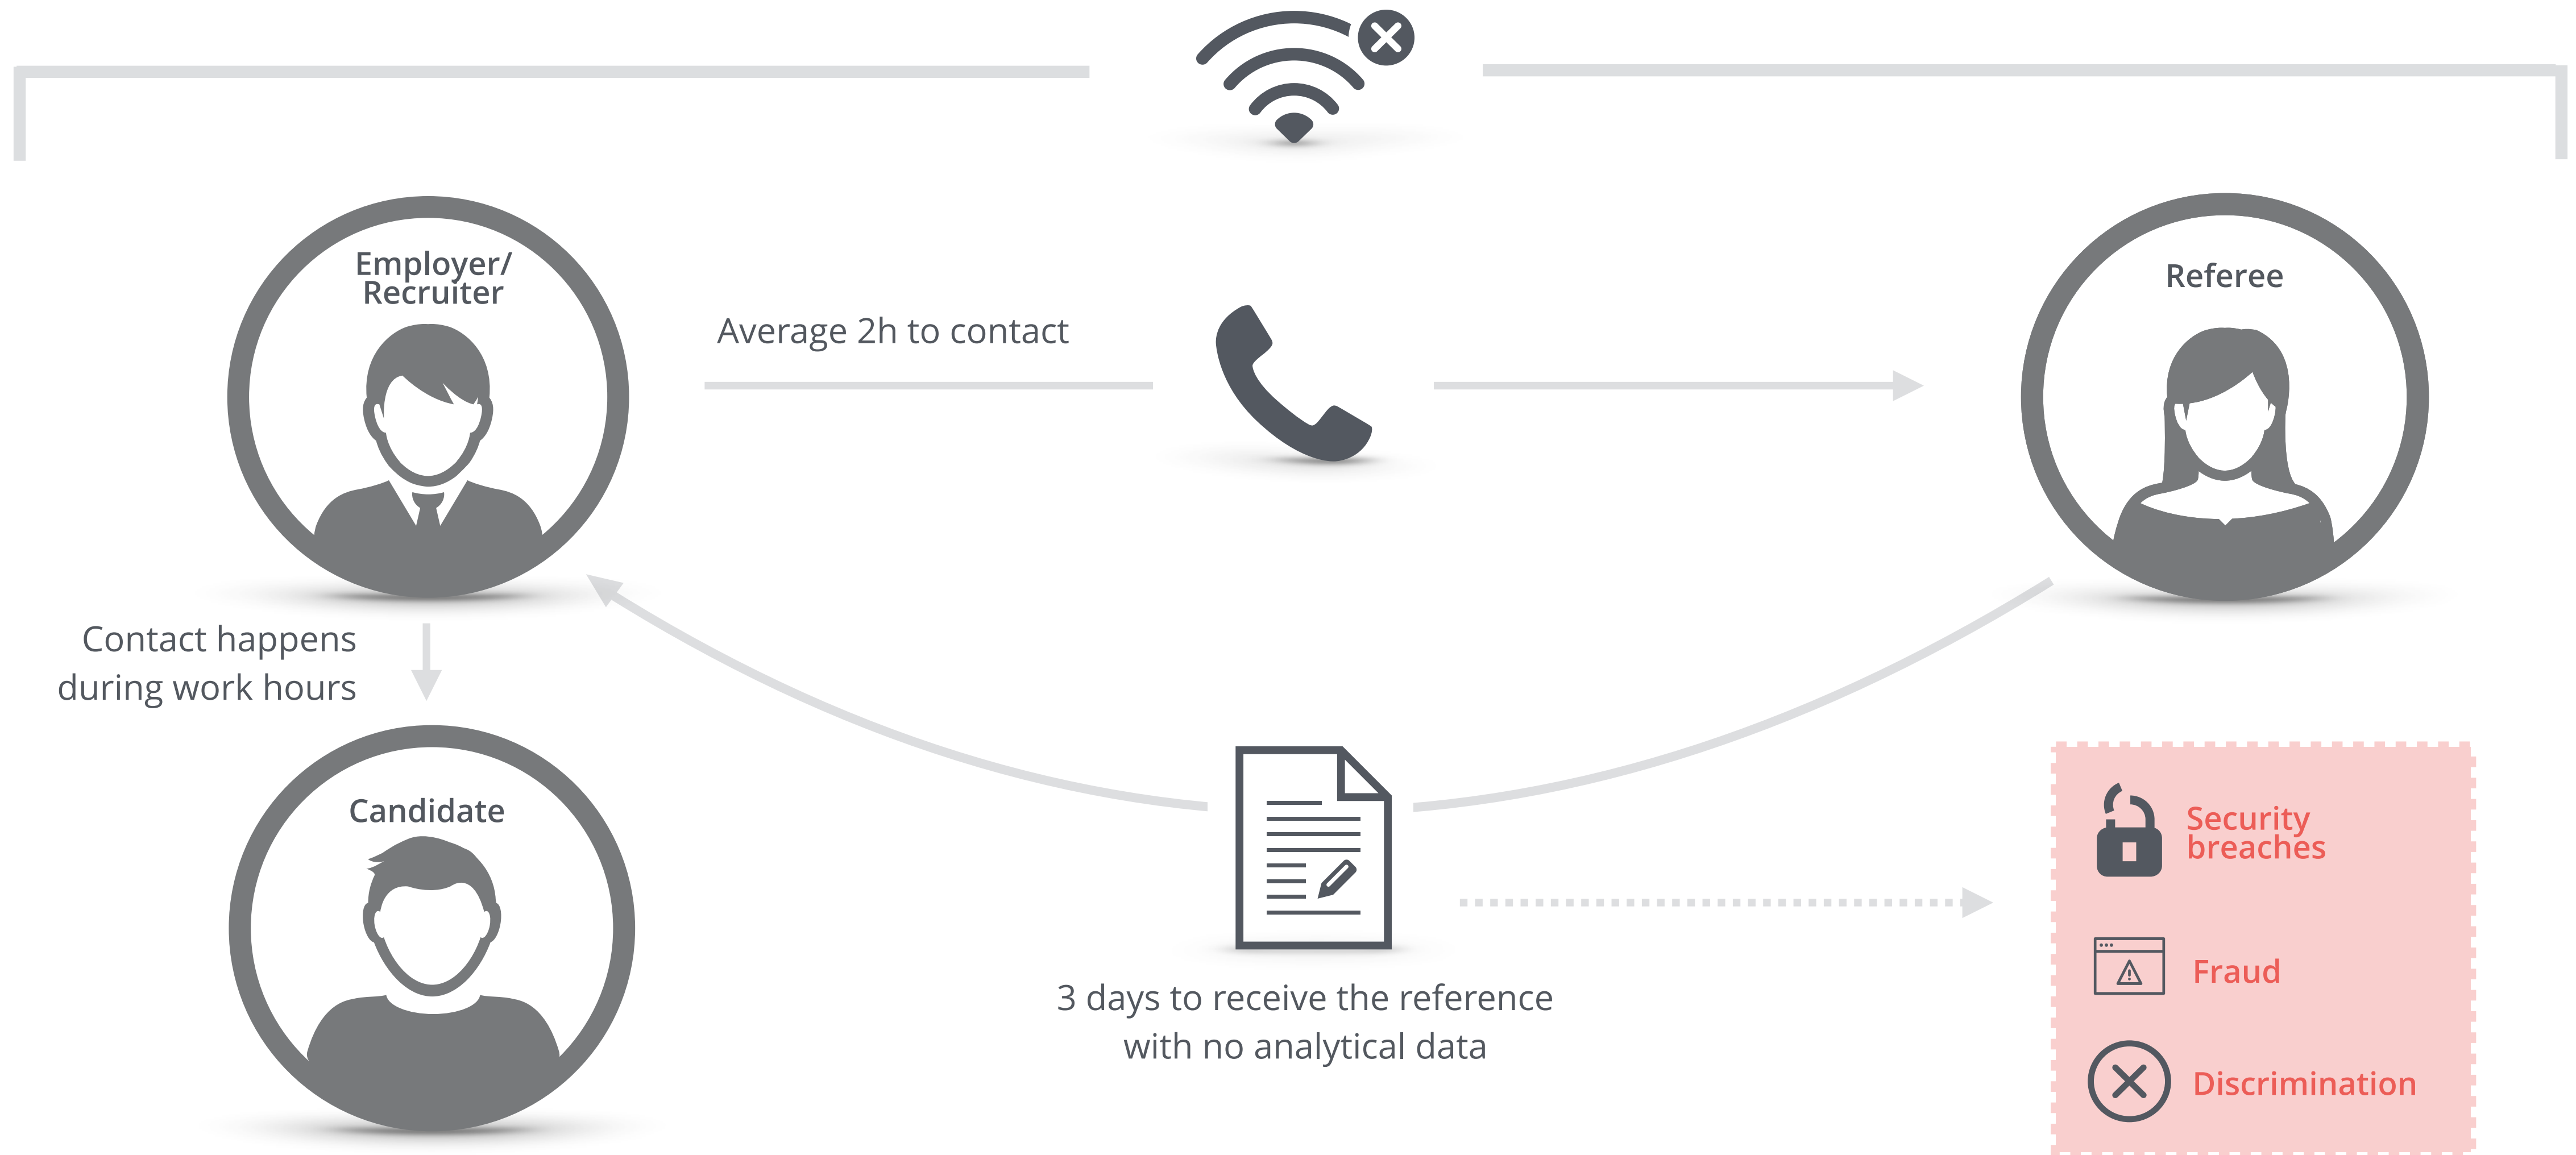 Employer/
Recruiter
Referee
Average 2h to contact
Contact happens
during work hours
Candidate
3 days to receive the reference
with no analytical data
Security
breaches
Fraud
Discrimination